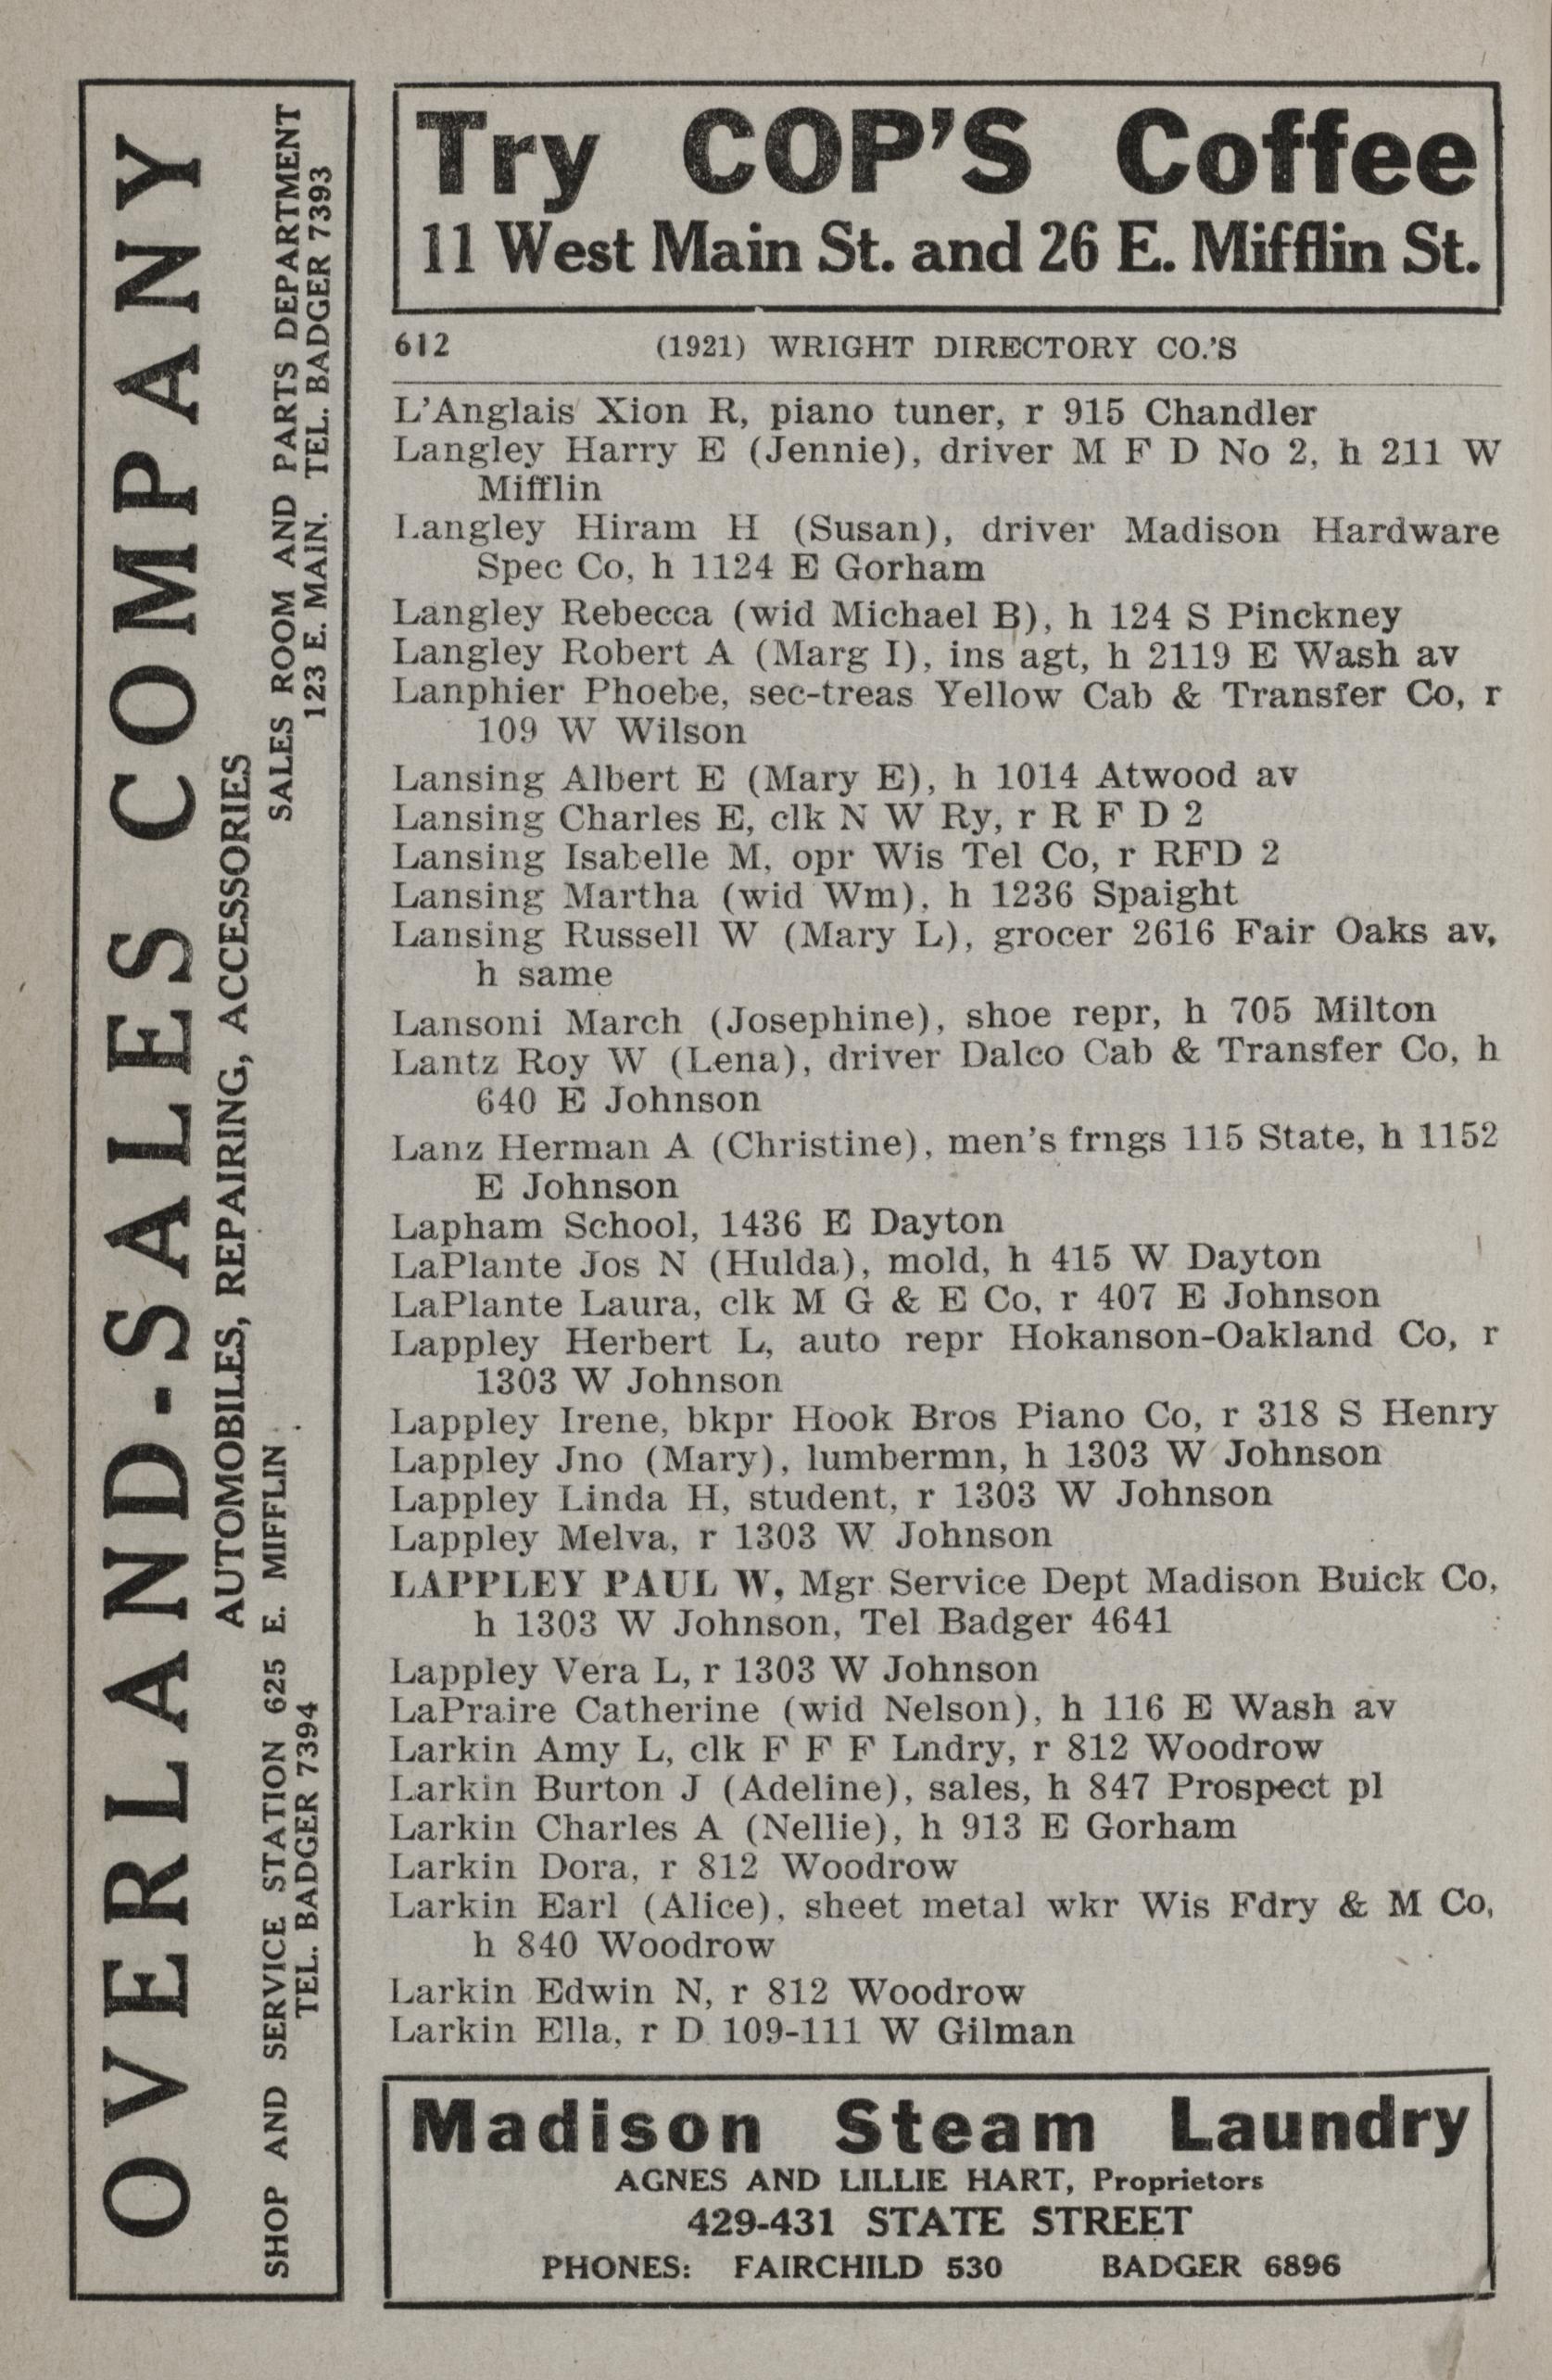 OVERLAND-SALES COMPANY
AUTOMOBILES, REPAIRING, ACCESSORIES
SHOP AND SERVICE STATION 625 E. MIFFLIN
TEL. BADGER 7394
SALES ROOM AND PARTS DEPARTMENT
123 E. MAIN. TEL. BADGER 7393
Try COP'S Coffee
11 West Main St. and 26 E. Mifflin St.
612 (1921) WRIGHT DIRECTORY CO.'S
L'Anglais Xion R, piano tuner, r 915 Chandler
Langley Harry E (Jennie), driver M F D No 2, h 211 W
Mifflin
Langley Hiram H (Susan), driver Madison Hardware
Spec Co, h 1124 E Gorham
Langley Rebecca (wid Michael B), h 124 S Pinckney
Langley Robert A (Marg I), ins agt, h 2119 E Wash av
Lanphier Phoebe, sec-treas Yellow Cab & Transfer Co, r
109 W Wilson
Lansing Albert E (Mary E), h 1014 Atwood av
Lansing Charles E, clk N W Ry, r R F D 2
Lansing Isabelle M, opr Wis Tel Co, r RFD 2
Lansing Martha (wid Wm), h 1236 Spaight
Lansing Russell W (Mary L), grocer 2616 Fair Oaks av,
h same
Lansoni March (Josephine), shoe repr, h 705 Milton
Lantz Roy W (Lena), driver Dalco Cab & Transfer Co, h
640 E Johnson
Lanz Herman A (Christine), men's frngs 115 State, h 1152
E Johnson
Lapham School, 1436 E Dayton
LaPlante Jos N (Hulda), mold, h 415 W Dayton
LaPlante Laura, clk M G & E Co, r 407 E Johnson
Lappley Herbert L, auto repr Hokanson-Oakland Co, r
1303 W Johnson
Lappley Irene, bkpr Hook Bros Piano Co, r 318 S Henry
Lappley Jno (Mary), lumbermn, h 1303 W Johnson
Lappley Linda H, student, r 1303 W Johnson
Lappley Melva, r 1303 W Johnson
LAPPLEY PAUL W, Mgr Service Dept Madison Buick Co,
h 1303 W Johnson, Tel Badger 4641
Lappley Vera L, r 1303 W Johnson
LaPraire Catherine (wid Nelson), h 116 E Wash av
Larkin Amy L, clk F F F Lndry, r 812 Woodrow
Larkin Burton J (Adeline), sales, h 847 Prospect pl
Larkin Charles A (Nellie), h 913 E Gorham
Larkin Dora, r 812 Woodrow
Larkin Earl (Alice), sheet metal wkr Wis Fdry & M Co,
h 840 Woodrow
Larkin Edwin N, r 812 Woodrow
Larkin Ella, r D 109-111 W Gilman
Madison Steam Laundry
AGNES AND LILLIE HART, Proprietors
429-431 STATE STREET
PHONES: FAIRCHILD 530 BADGER 6896